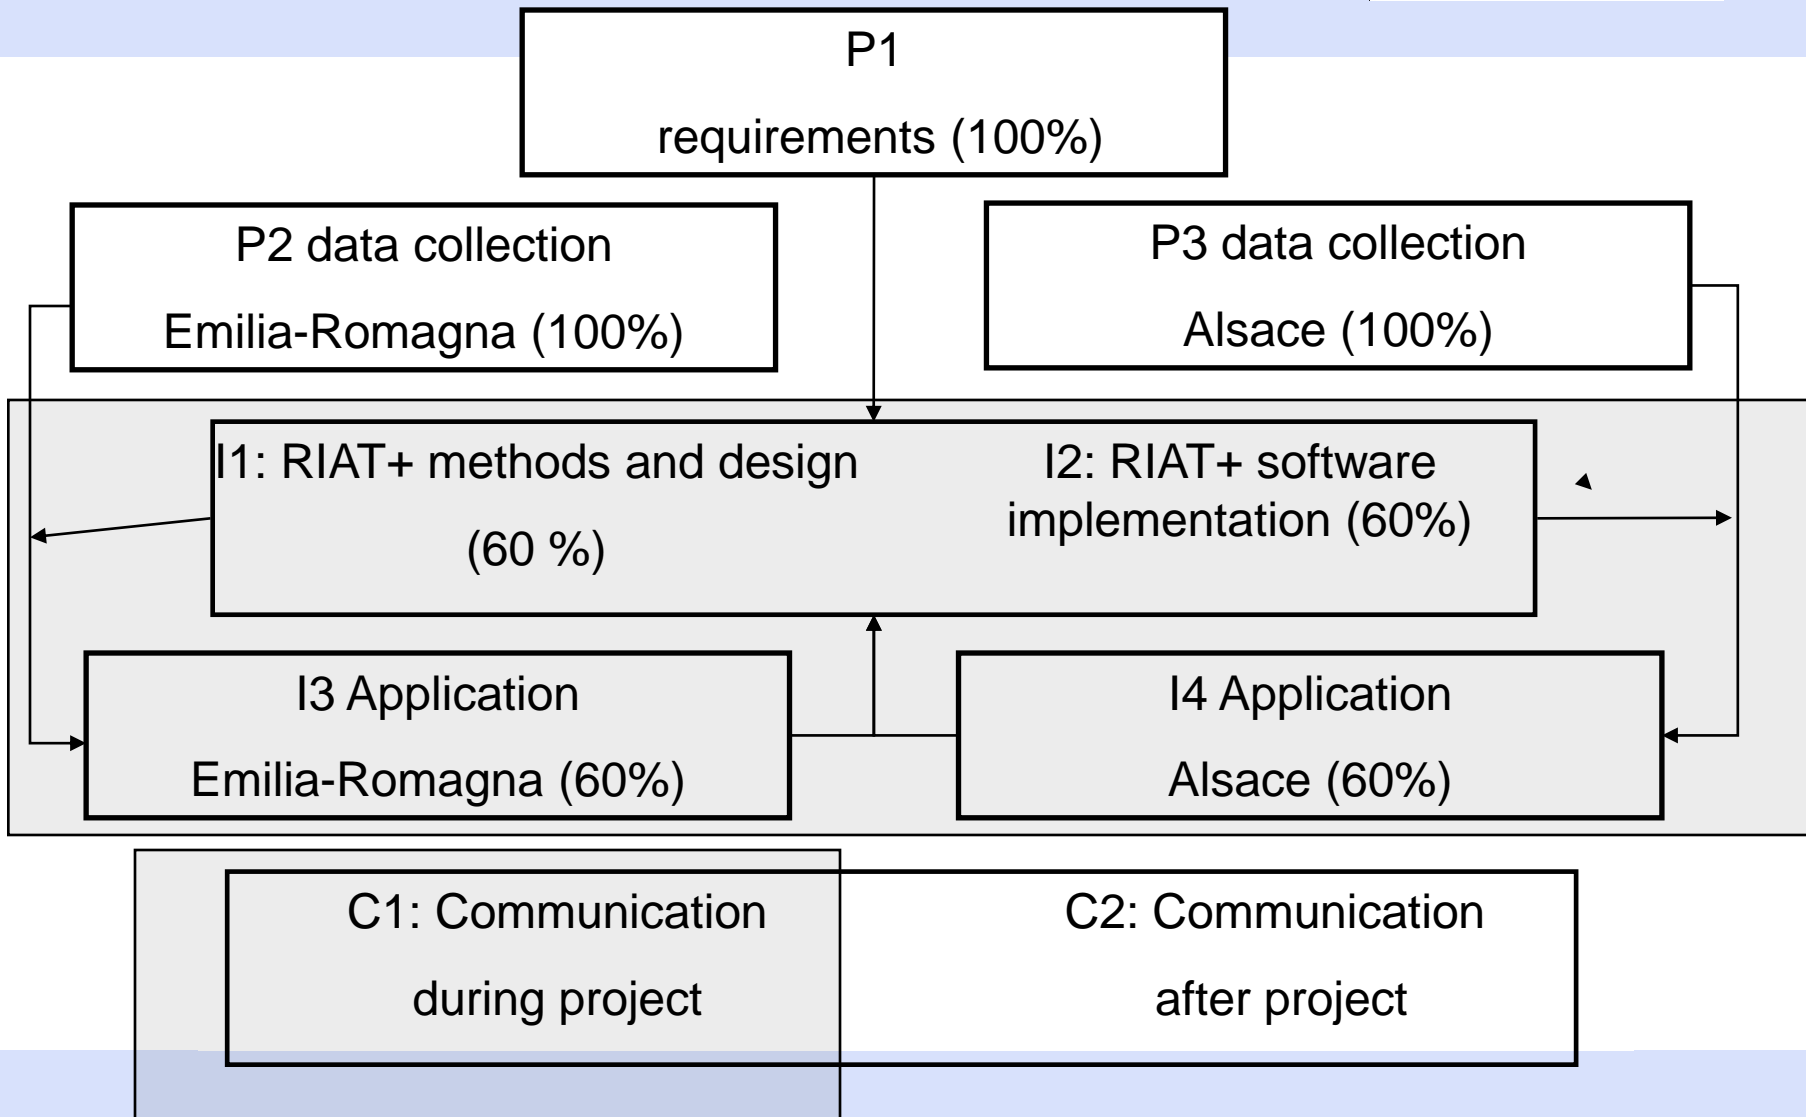 P1
requirements (100%)
P2 data collection
Emilia-Romagna (100%)
P3 data collection
Alsace (100%)
I1: RIAT+ methods and design
(60 %)
I2: RIAT+ software
implementation (60%)
I3 Application
Emilia-Romagna (60%)
I4 Application
Alsace (60%)
C1: Communication
during project
C2: Communication
after project